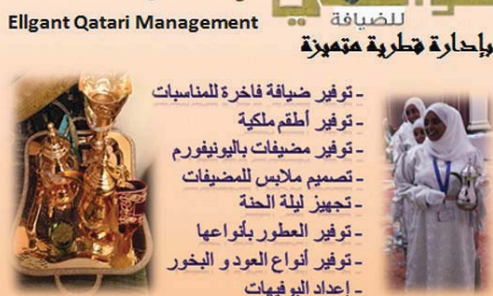 Ellgant Qatari Management
للضيافة
بإدارة قطرية متميزة
- توفير ضيافة فاخرة للمناسبات
- توفير أطقم ملكية
- توفير مضيفات باليونيفورم
- تصميم ملابس للمضيفات
- تجهيز ليلة الحنة
- توفير العطور بأنواعها
- توفير أنواع العود و البخور
- إعداد البوفيهات